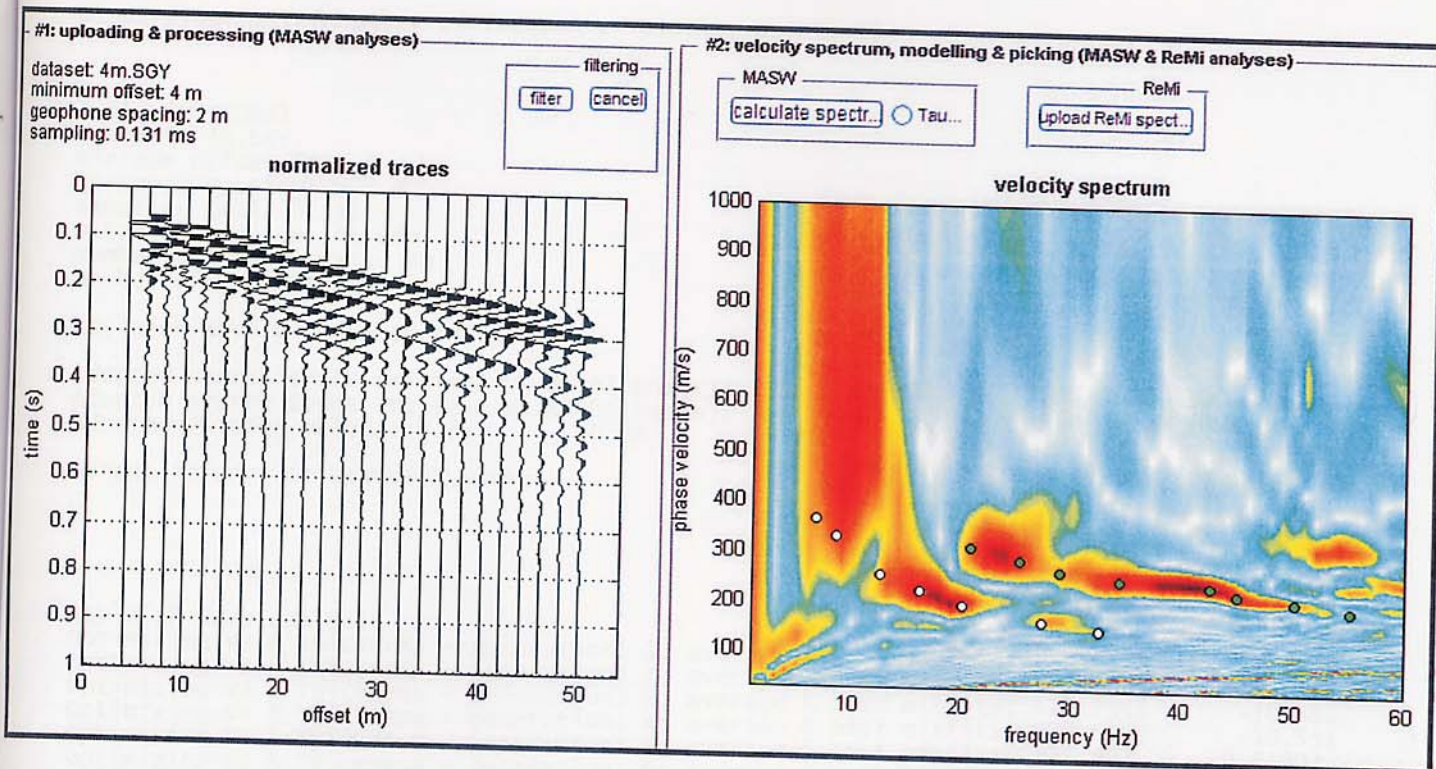 #1: uploading & processing (MASW analyses)
dataset: 4m.SGY
minimum offset: 4 m
geophone spacing: 2 m
sampling: 0.131 ms
filtering
filter
cancel
normalized traces
0
0.1
0.2
0.3
0.4
0.5
0.6
0.7
0.8
0.9
1
time (s)
0 10 20 30 40 50
offset (m)
#2: velocity spectrum, modelling & picking (MASW & ReMi analyses)
MASW
calculate spectr...
Tau...
ReMi
upload ReMi spect...
velocity spectrum
1000
900
800
700
600
500
400
300
200
100
phase velocity (m/s)
10 20 30 40 50 60
frequency (Hz)